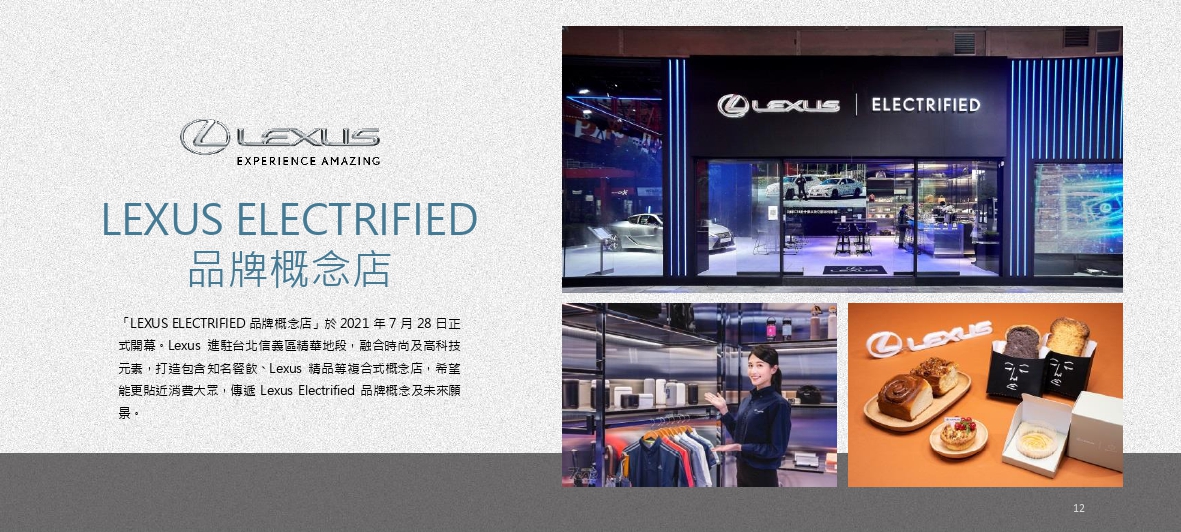 LEXUS
EXPERIENCE AMAZING
LEXUS ELECTRIFIED
品牌概念店
「LEXUS ELECTRIFIED 品牌概念店」於 2021 年 7 月 28 日正
式開幕。Lexus 進駐台北信義區精華地段，融合時尚及高科技
元素，打造包含知名餐飲、Lexus 精品等複合式概念店，希望
能更貼近消費大眾，傳遞 Lexus Electrified 品牌概念及未來願
景。
LEXUS | ELECTRIFIED
LEXUS
LEXUS
12